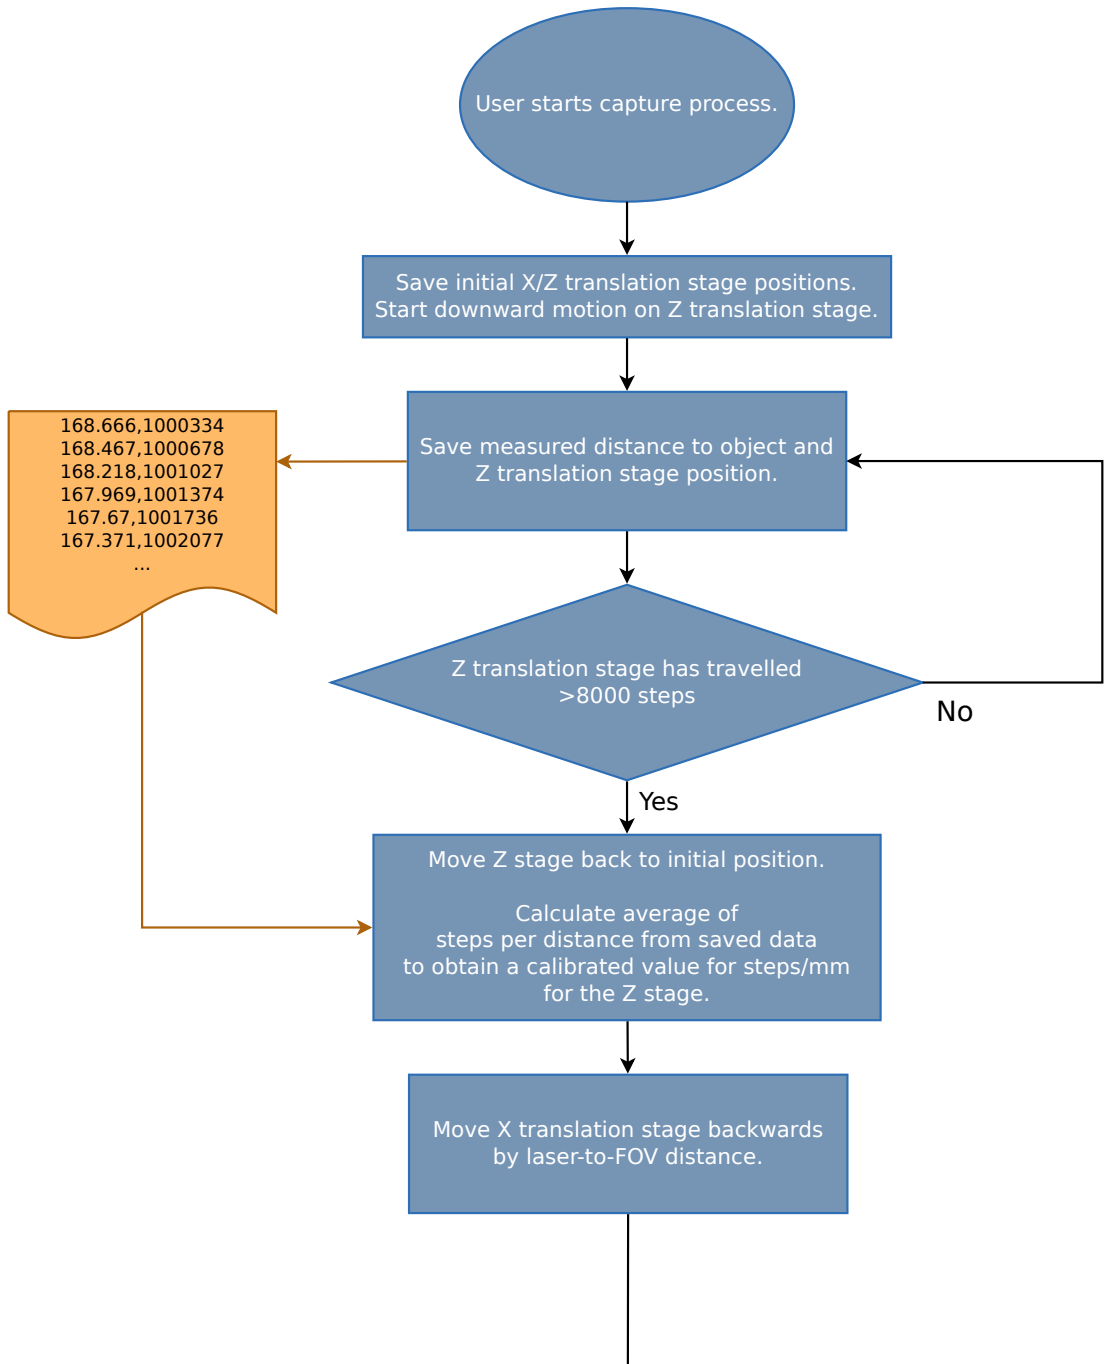 User starts capture process.
Save initial X/Z translation stage positions.
Start downward motion on Z translation stage.
168.666,1000334
168.467,1000678
168.218,1001027
167.969,1001374
167.67,1001736
167.371,1002077
...
Save measured distance to object and
Z translation stage position.
Z translation stage has travelled
>8000 steps
No
Yes
Move Z stage back to initial position.
Calculate average of
steps per distance from saved data
to obtain a calibrated value for steps/mm
for the Z stage.
Move X translation stage backwards
by laser-to-FOV distance.